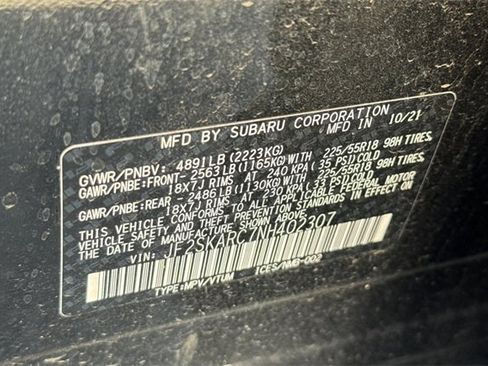 MFD BY SUBARU CORPORATION 10/21
GVWR/PNBV: 4891LB(2223KG)
GAWR/PNBE:FRONT- 2563LB(1165KG)WITH 225/55R18 98H TIRES,
18X7J RIMS AT 240 KPA(35 PSI)COLD
GAWR/PNBE:REAR -2486LB(1130KG)WITH 225/55R18 98H TIRES,
18X7J RIMS AT 230 KPA(33 PSI)COLD
THIS VEHICLE CONFORMS TO ALL APPLICABLE FEDERAL MOTOR
VEHICLE SAFETY AND THEFT PREVENTION STANDARDS IN
EFFECT ON THE DATE OF MANUFACTURE SHOWN ABOVE.
VIN: JF2SKARC7NH402307
TYPE:MPV/VTUM